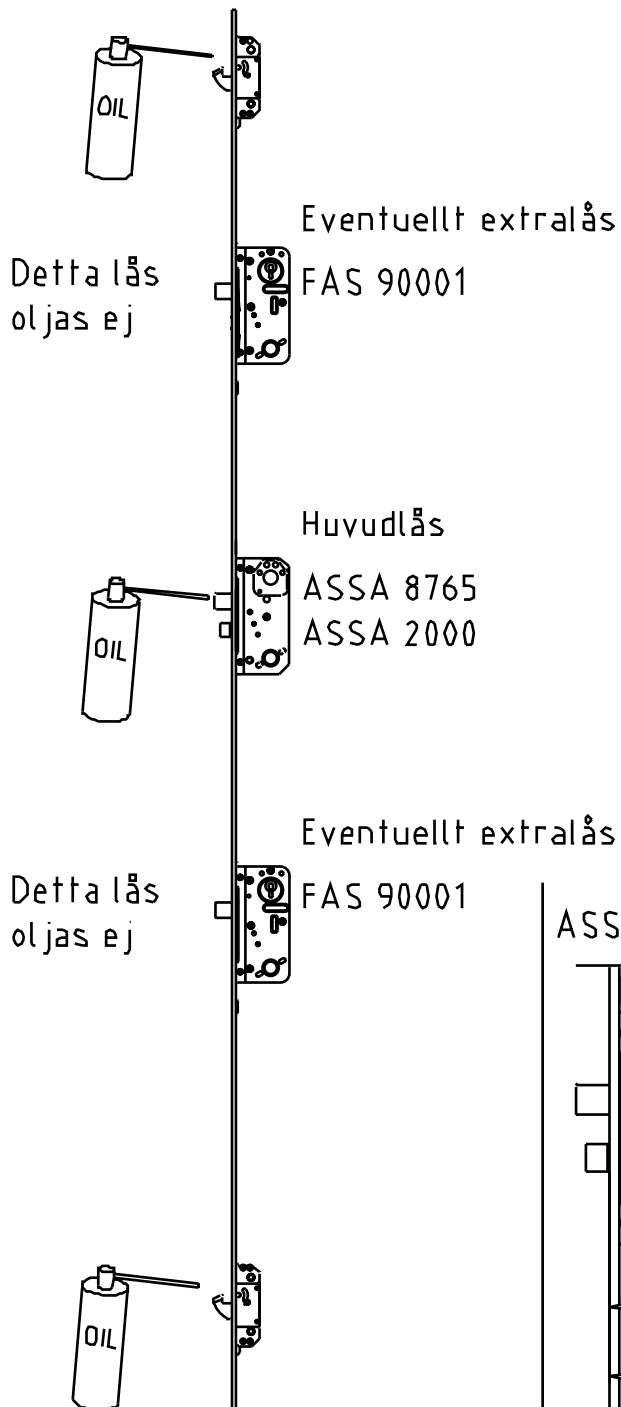 OIL
Eventuellt extralås
FAS 90001
Detta lås
oljas ej
Huvudlås
ASSA 8765
ASSA 2000
OIL
Eventuellt extralås
FAS 90001
Detta lås
oljas ej
ASS
OIL